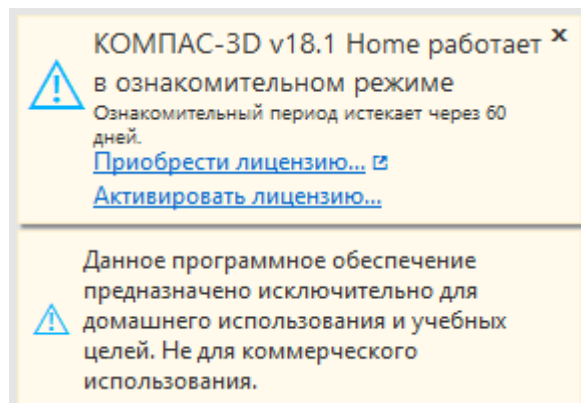 КОМПАС-3D v18.1 Home работает x
в ознакомительном режиме
Ознакомительный период истекает через 60
дней.
Приобрести лицензию...
Активировать лицензию...
Данное программное обеспечение
предназначено исключительно для
домашнего использования и учебных
целей. Не для коммерческого
использования.